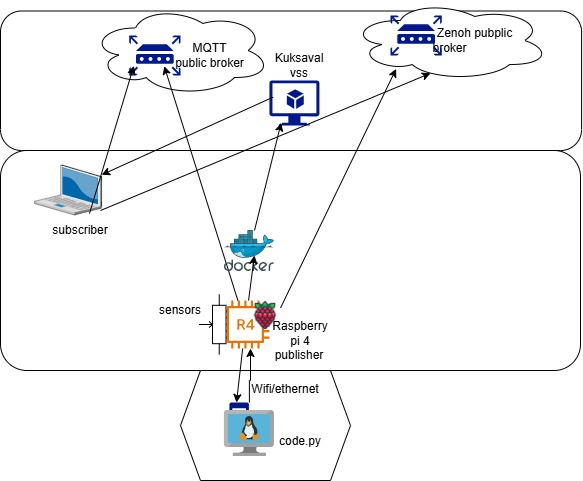 MQTT
public broker
Kuksaval
vss
Zenoh pubplic
broker
subscriber
docker
sensors
R4
Raspberry
pi 4
publisher
Wifi/ethernet
code.py